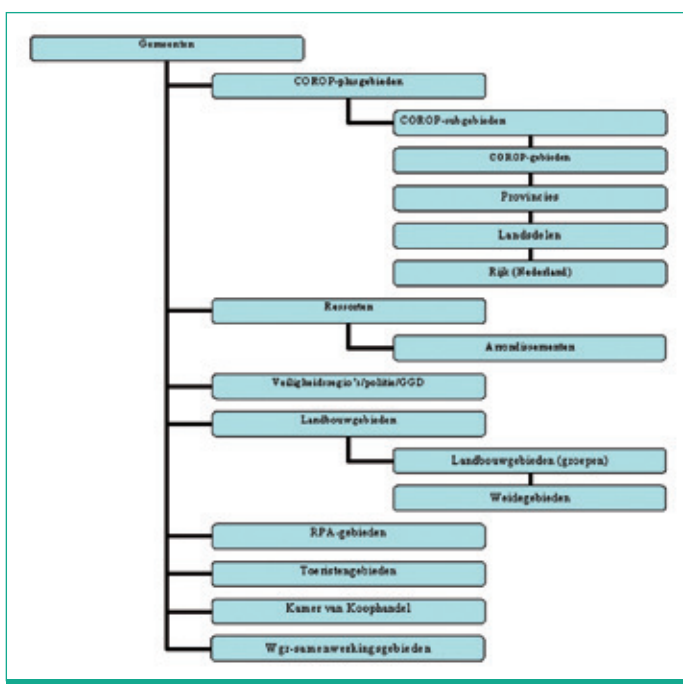 Gemeenten
COROP-plusgebieden
COROP-subgebieden
COROP-gebieden
Provincies
Landsdelen
Rijk (Nederland)
Ressorten
Arrondissementen
Veiligheidsregio's/politie/GGD
Landbouwgebieden
Landbouwgebieden (groepen)
Weidegebieden
RPA-gebieden
Toeristengebieden
Kamer van Koophandel
Wgr-samenwerkingsgebieden